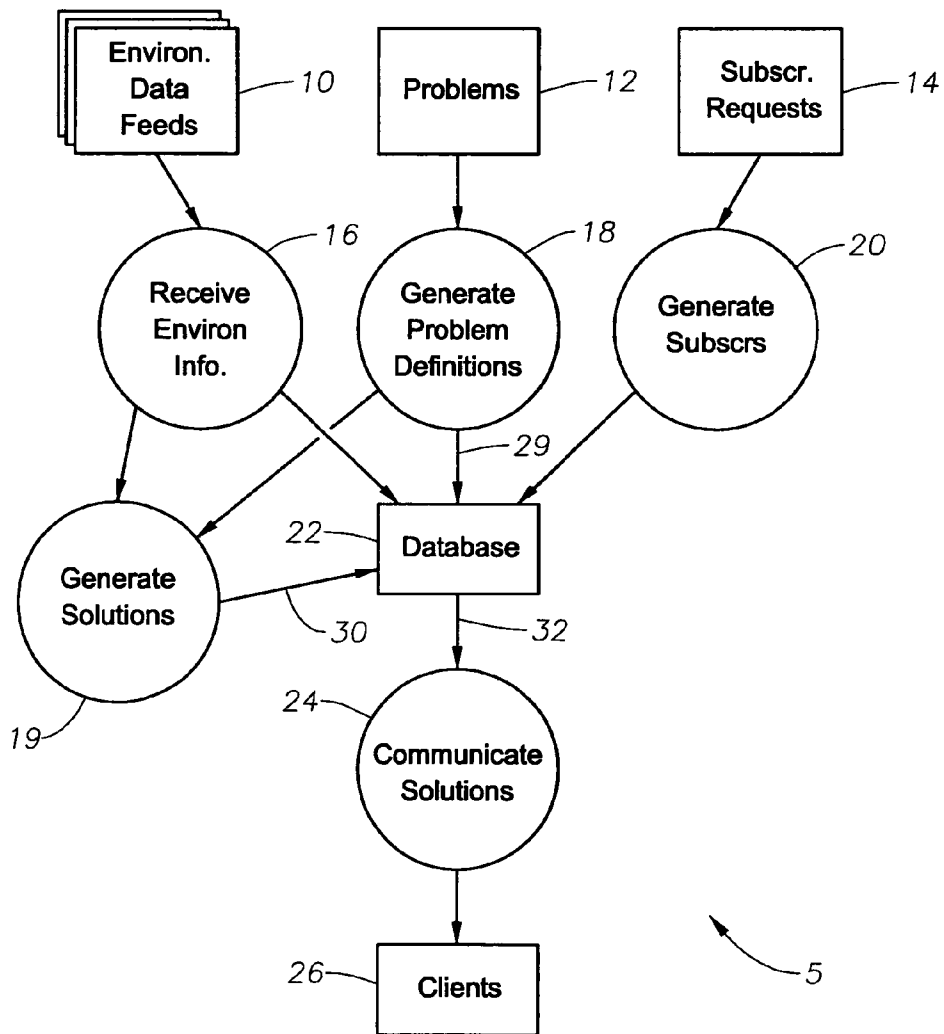 Environ.
Data
Feeds
10
Problems
12
Subscr.
Requests
14
Receive
Environ
Info.
16
Generate
Problem
Definitions
18
Generate
Subscrs
20
29
22
Database
Generate
Solutions
30
32
19
24
Communicate
Solutions
26
Clients
5